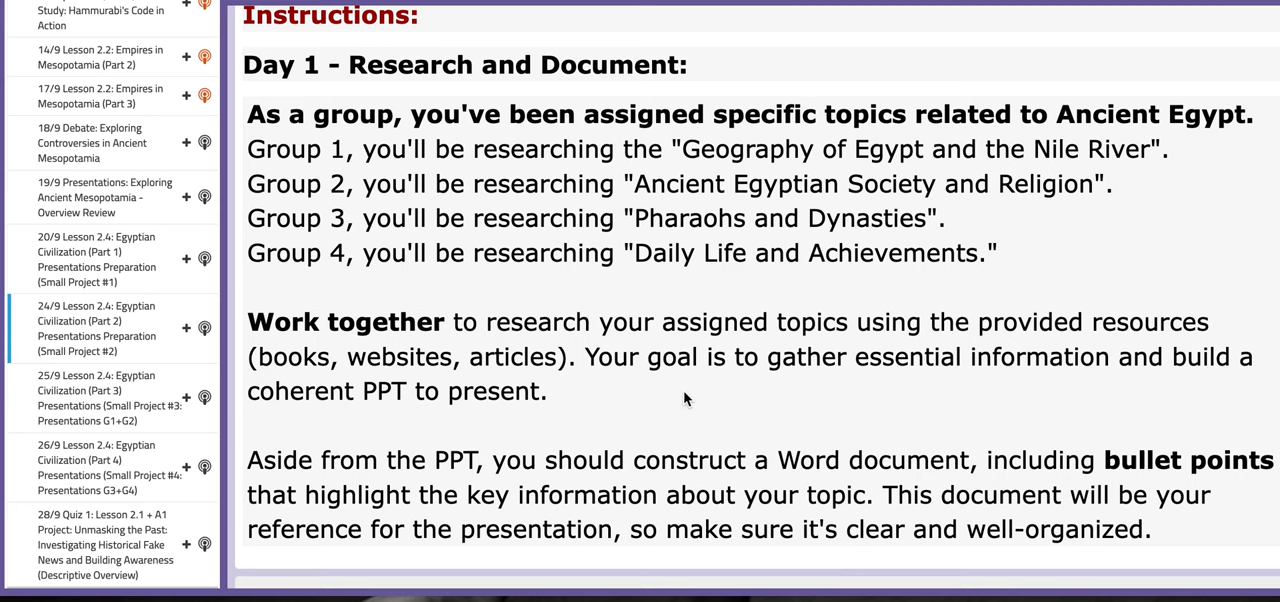 Study: Hammurabi's Code in
Action
14/9 Lesson 2.2: Empires in
Mesopotamia (Part 2)
17/9 Lesson 2.2: Empires in
Mesopotamia (Part 3)
18/9 Debate: Exploring
Controversies in Ancient
Mesopotamia
19/9 Presentations: Exploring
Ancient Mesopotamia -
Overview Review
20/9 Lesson 2.4: Egyptian
Civilization (Part 1)
Presentations Preparation
(Small Project #1)
24/9 Lesson 2.4: Egyptian
Civilization (Part 2)
Presentations Preparation
(Small Project #2)
25/9 Lesson 2.4: Egyptian
Civilization (Part 3)
Presentations (Small Project #3:
Presentations G1+G2)
26/9 Lesson 2.4: Egyptian
Civilization (Part 4)
Presentations (Small Project #4:
Presentations G3+G4)
28/9 Quiz 1: Lesson 2.1 + A1
Project: Unmasking the Past:
Investigating Historical Fake
News and Building Awareness
(Descriptive Overview)
Instructions:
Day 1 - Research and Document:
As a group, you've been assigned specific topics related to Ancient Egypt.
Group 1, you'll be researching the "Geography of Egypt and the Nile River".
Group 2, you'll be researching "Ancient Egyptian Society and Religion".
Group 3, you'll be researching "Pharaohs and Dynasties".
Group 4, you'll be researching "Daily Life and Achievements."
Work together to research your assigned topics using the provided resources
(books, websites, articles). Your goal is to gather essential information and build a
coherent PPT to present.
Aside from the PPT, you should construct a Word document, including bullet points
that highlight the key information about your topic. This document will be your
reference for the presentation, so make sure it's clear and well-organized.